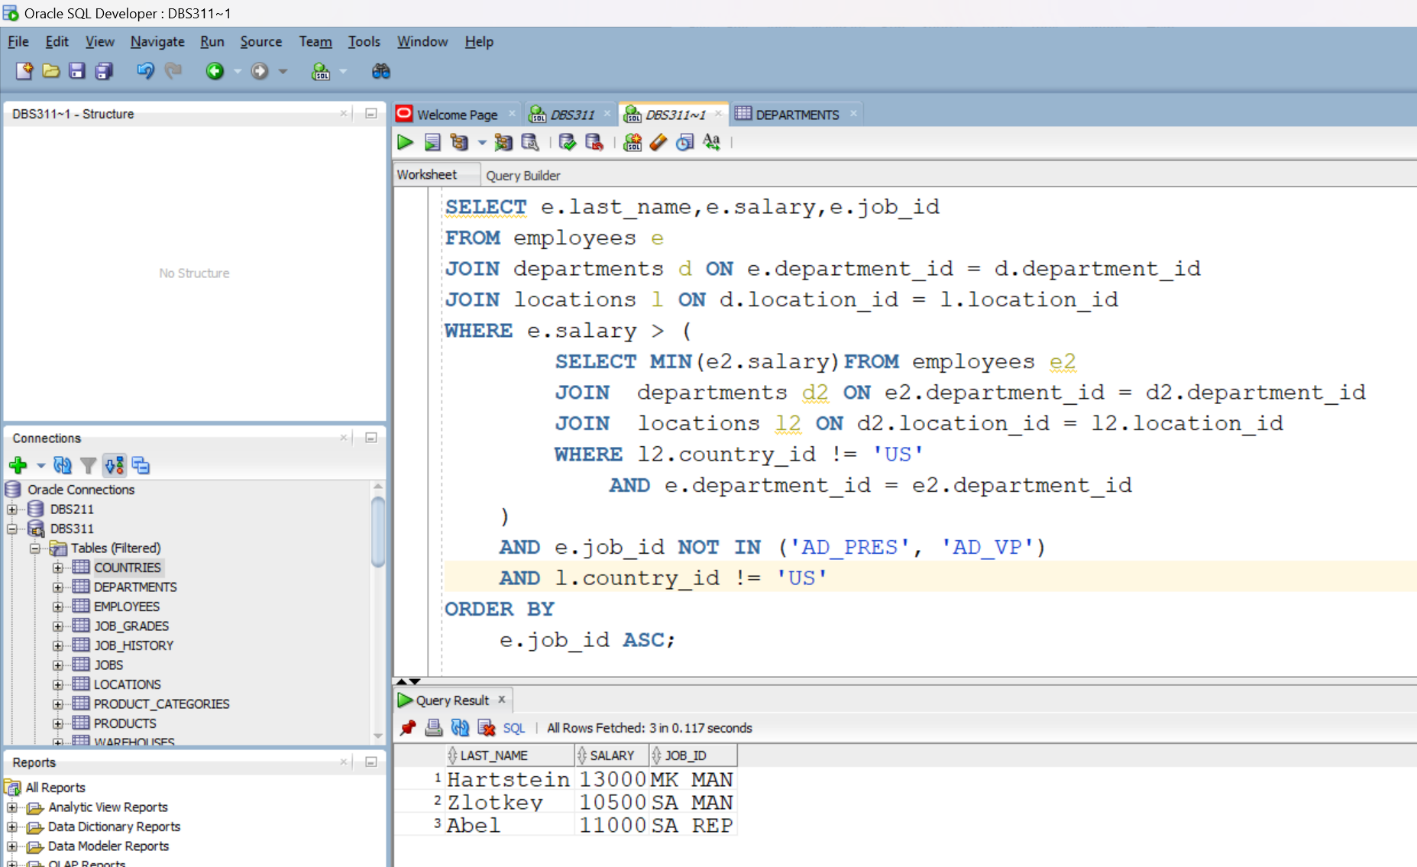 Oracle SQL Developer : DBS311~1
File Edit View Navigate Run Source Team Tools Window Help
DBS311~1 - Structure
Welcome Page DBS311 DBS311~1 DEPARTMENTS
Worksheet Query Builder
No Structure
SELECT e.last_name,e.salary,e.job_id
FROM employees e
JOIN departments d ON e.department_id = d.department_id
JOIN locations l ON d.location_id = l.location_id
WHERE e.salary > (
SELECT MIN(e2.salary)FROM employees e2
JOIN departments d2 ON e2.department_id = d2.department_id
JOIN locations l2 ON d2.location_id = l2.location_id
WHERE l2.country_id != 'US'
AND e.department_id = e2.department_id
)
AND e.job_id NOT IN ('AD_PRES', 'AD_VP')
AND l.country_id != 'US'
ORDER BY
e.job_id ASC;
Connections
Oracle Connections
DBS211
DBS311
Tables (Filtered)
COUNTRIES
DEPARTMENTS
EMPLOYEES
JOB_GRADES
JOB_HISTORY
JOBS
LOCATIONS
PRODUCT_CATEGORIES
PRODUCTS
WAREHOUSES
Query Result
SQL All Rows Fetched: 3 in 0.117 seconds
LAST_NAME SALARY JOB_ID
1 Hartstein 13000 MK_MAN
2 Zlotkey 10500 SA_MAN
3 Abel 11000 SA_REP
Reports
All Reports
Analytic View Reports
Data Dictionary Reports
Data Modeler Reports
OLAP Reports